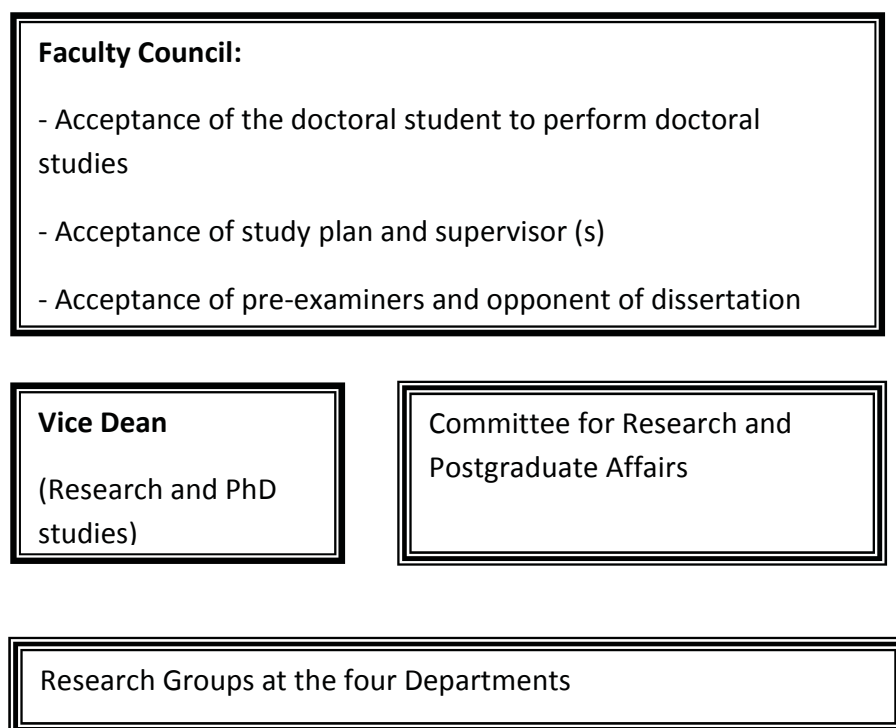 Faculty Council:
- Acceptance of the doctoral student to perform doctoral
studies
- Acceptance of study plan and supervisor (s)
- Acceptance of pre-examiners and opponent of dissertation
Vice Dean
(Research and PhD
studies)
Committee for Research and
Postgraduate Affairs
Research Groups at the four Departments